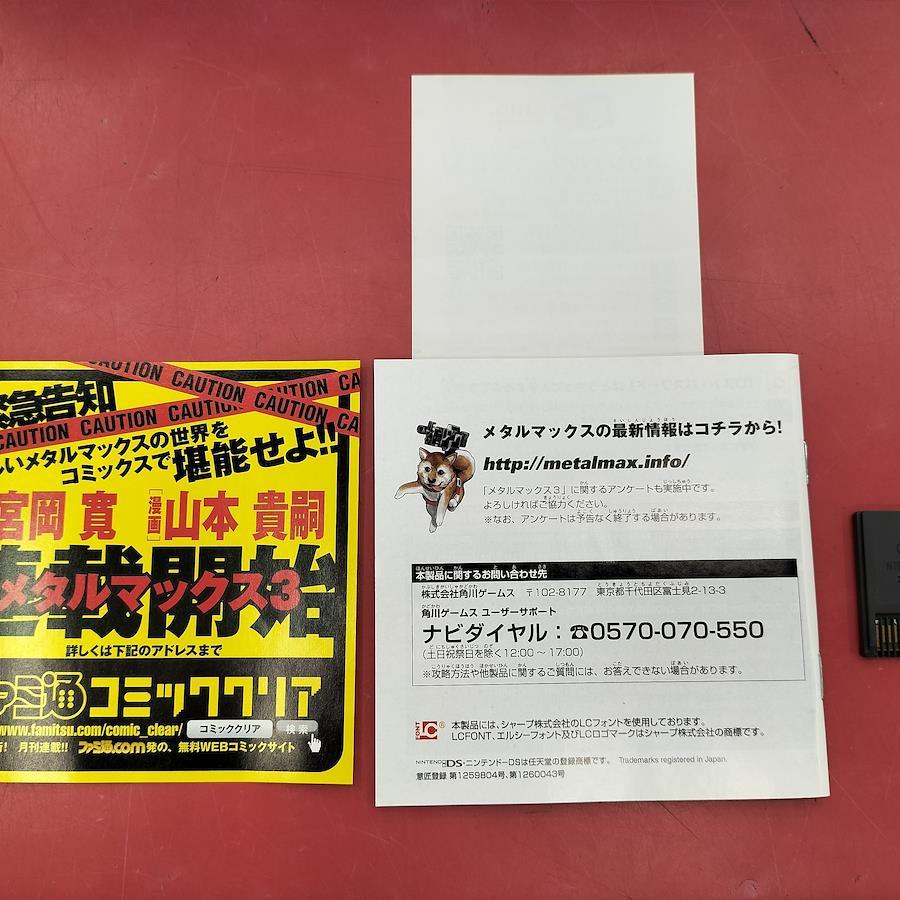 CAUTION CAUTION CAUTION CA
CAUTION CAUTION CAUTION CAUTION CAUTION
急告知
しいメタルマックスの世界を
コミックスで堪能せよ!!
宮岡 寛 [漫画]山本 貴嗣
メタルマックス3
連載開始
詳しくは下記のアドレスまで
ファミ通コミッククリア
www.famitsu.com/comic_clear/ コミッククリア 検索
月刊連載!! ファミ通.com発の、無料WEBコミックサイト
メタルマックスの最新情報はコチラから!
http://metalmax.info/
「メタルマックス3」に関するアンケートも実施中です。
よろしければご協力ください。
※なお、アンケートは予告なく終了する場合があります。
本製品に関するお問い合わせ先
株式会社角川ゲームス 〒102-8177 東京都千代田区富士見2-13-3
角川ゲームス ユーザーサポート
ナビダイヤル：☎0570-070-550
（土日祝祭日を除く12:00～17:00）
※攻略方法や他製品に関するご質問には、お答えできない場合があります。
LC FONT ® 本製品には、シャープ株式会社のLCフォントを使用しております。
LCFONT、エルシーフォント及びLCロゴマークはシャープ株式会社の商標です。
NINTENDO DS・ニンテンドーDSは任天堂の登録商標です。 Trademarks registered in Japan.
意匠登録 第1259804号、第1260043号